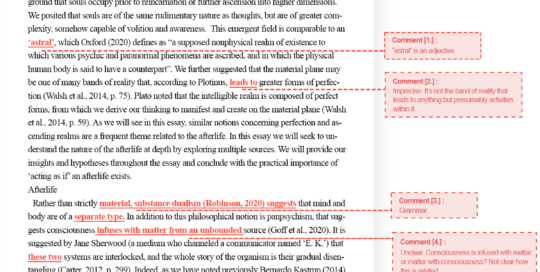 ground that souls occupy prior to reincarnation or further ascension into higher dimensions.
We posited that souls are of the same rudimentary nature as thoughts, but are of greater com-
plexity, somehow capable of volition and awareness. This emergent field is comparable to an
‘astral’, which Oxford (2020) defines as “a supposed nonphysical realm of existence to
which various psychic and paranormal phenomena are ascribed, and in which the physical
human body is said to have a counterpart”. We further suggested that the material plane may
be one of many bands of reality that, according to Plotinus, leads to greater forms of perfec-
tion (Walsh et al., 2014, p. 75). Plato noted that the intelligible realm is composed of perfect
forms, from which we derive our thinking to manifest and create on the material plane (Walsh
et al., 2014, p. 59). As we will see in this essay, similar notions concerning perfection and as-
cending realms are a frequent theme related to the afterlife. In this essay we will seek to un-
derstand the nature of the afterlife at depth by exploring multiple sources. We will provide our
insights and hypotheses throughout the essay and conclude with the practical importance of
‘acting as if’ an afterlife exists.
Afterlife
Rather than strictly material, substance dualism (Robinson, 2020) suggests that mind and
body are of a separate type. In addition to this philosophical notion is panpsychism, that sug-
gests consciousness infuses with matter from an unbounded source (Goff et al., 2020). It is
suggested by Jane Sherwood (a medium who channeled a communicator named ‘E. K.’) that
these two systems are interlocked, and the whole story of the organism is their gradual disen-
tangling (Carter, 2012, p. 299). Indeed, as we have noted previously Bernardo Kastrup (2014)
Comment [1.] :
“astral” is an adjective.
Comment [2.] :
Imprecise. It's not the band of reality that
leads to anything but presumably activities
within it.
Comment [3.] :
Grammar
Comment [4.] :
Unclear: Consciousness is infused with matter
or matter with consciousness? Not clear how
this is related